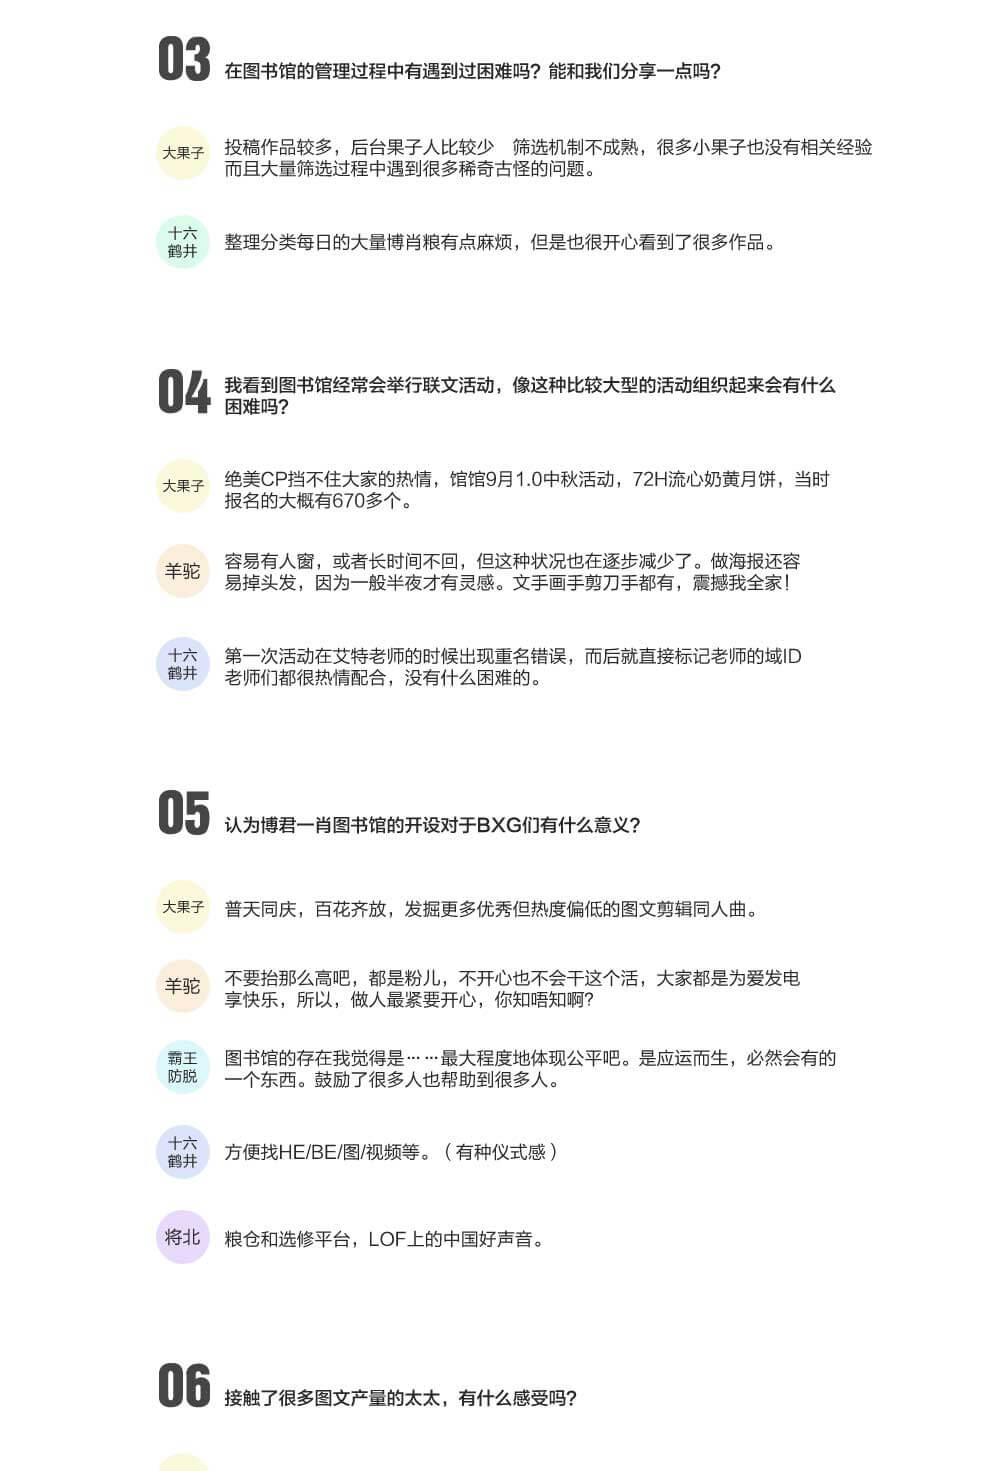 03
在图书馆的管理过程中有遇到过困难吗？能和我们分享一点吗？
大果子
投稿作品较多，后台果子人比较少　筛选机制不成熟，很多小果子也没有相关经验
而且大量筛选过程中遇到很多稀奇古怪的问题。
十六
鹤井
整理分类每日的大量博肖粮有点麻烦，但是也很开心看到了很多作品。
04
我看到图书馆经常会举行联文活动，像这种比较大型的活动组织起来会有什么
困难吗？
大果子
绝美CP挡不住大家的热情，馆馆9月1.0中秋活动，72H流心奶黄月饼，当时
报名的大概有670多个。
羊驼
容易有人窗，或者长时间不回，但这种状况也在逐步减少了。做海报还容
易掉头发，因为一般半夜才有灵感。文手画手剪刀手都有，震撼我全家！
十六
鹤井
第一次活动在艾特老师的时候出现重名错误，而后就直接标记老师的域ID
老师们都很热情配合，没有什么困难的。
05
认为博君一肖图书馆的开设对于BXG们有什么意义？
大果子
普天同庆，百花齐放，发掘更多优秀但热度偏低的图文剪辑同人曲。
羊驼
不要抬那么高吧，都是粉儿，不开心也不会干这个活，大家都是为爱发电
享快乐，所以，做人最紧要开心，你知唔知啊？
霸王
防脱
图书馆的存在我觉得是……最大程度地体现公平吧。是应运而生，必然会有的
一个东西。鼓励了很多人也帮助到很多人。
十六
鹤井
方便找HE/BE/图/视频等。（有种仪式感）
将北
粮仓和选修平台，LOF上的中国好声音。
06
接触了很多图文产量的太太，有什么感受吗？